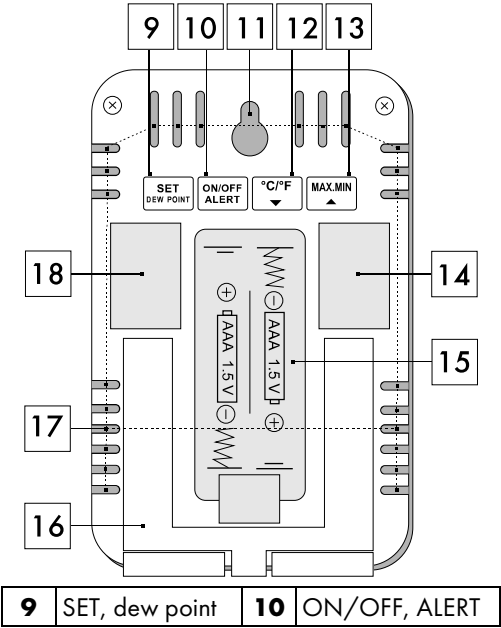 9 10 11 12 13
SET ON/OFF °C/°F MAX.MIN
DEW POINT ALERT
18 14
AAA 1.5 V AAA 1.5 V
15
17
16
9 SET, dew point 10 ON/OFF, ALERT